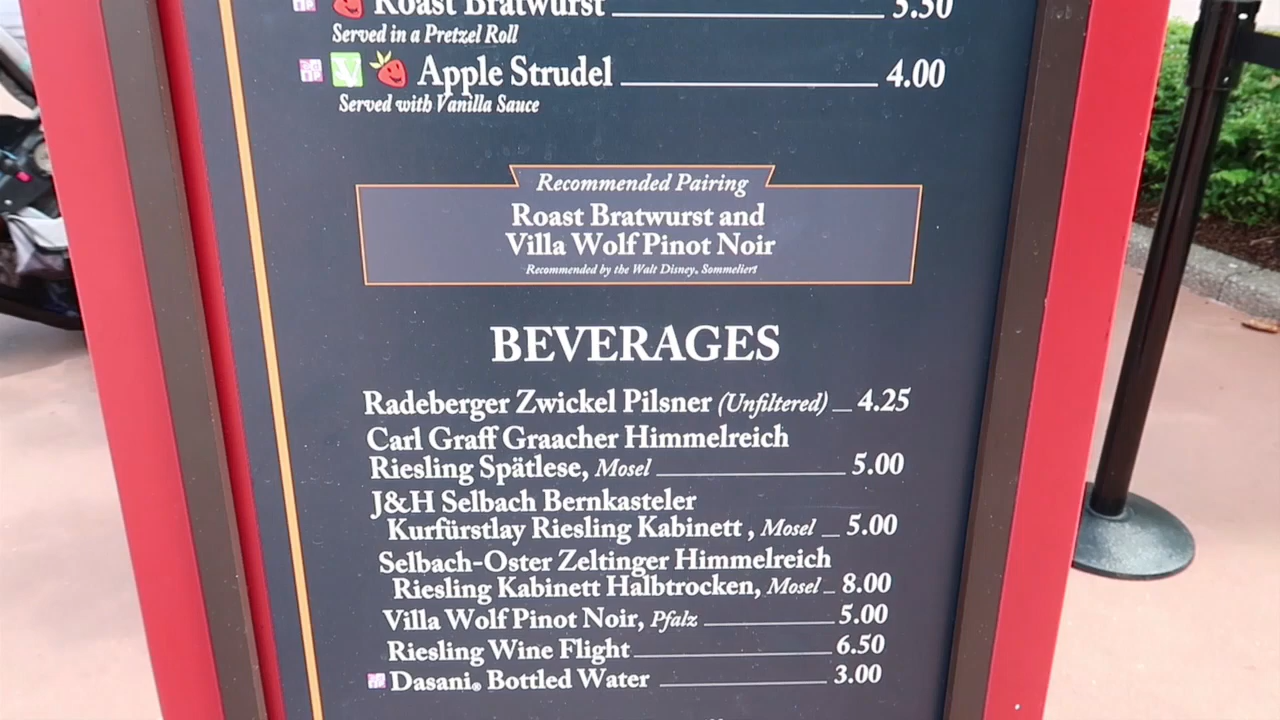 Roast Bratwurst 5.50
Served in a Pretzel Roll
Apple Strudel 4.00
Served with Vanilla Sauce
Recommended Pairing
Roast Bratwurst and
Villa Wolf Pinot Noir
Recommended by the Walt Disney® Sommeliers
BEVERAGES
Radeberger Zwickel Pilsner (Unfiltered) 4.25
Carl Graff Graacher Himmelreich
Riesling Spätlese, Mosel 5.00
J&H Selbach Bernkasteler
Kurfürstlay Riesling Kabinett , Mosel 5.00
Selbach-Oster Zeltinger Himmelreich
Riesling Kabinett Halbtrocken, Mosel 8.00
Villa Wolf Pinot Noir, Pfalz 5.00
Riesling Wine Flight 6.50
Dasani® Bottled Water 3.00